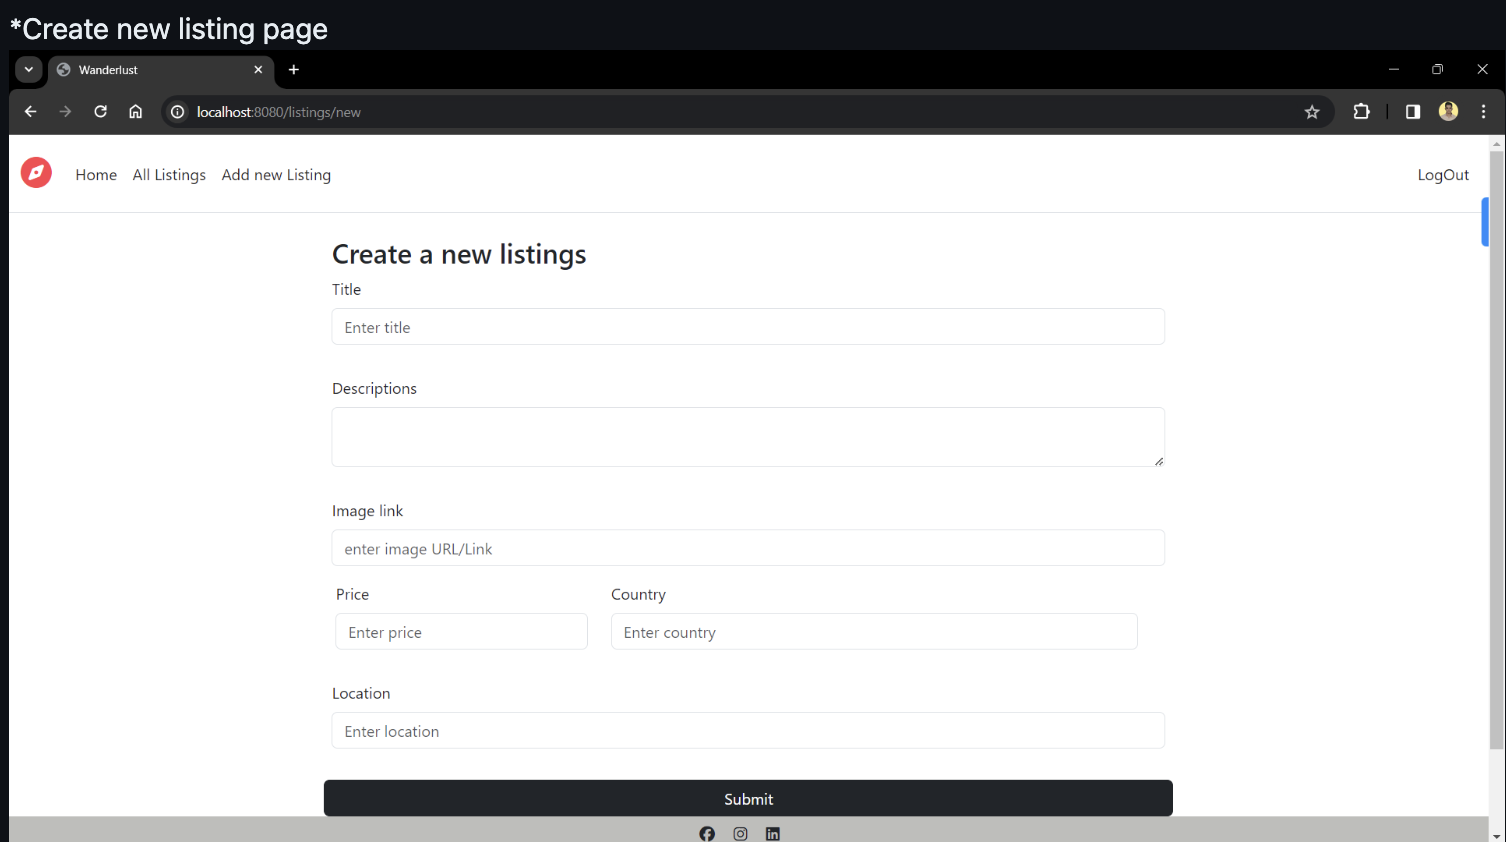 *Create new listing page
Wanderlust
localhost:8080/listings/new
Home All Listings Add new Listing LogOut
Create a new listings
Title
Enter title
Descriptions
Image link
enter image URL/Link
Price Country
Enter price Enter country
Location
Enter location
Submit